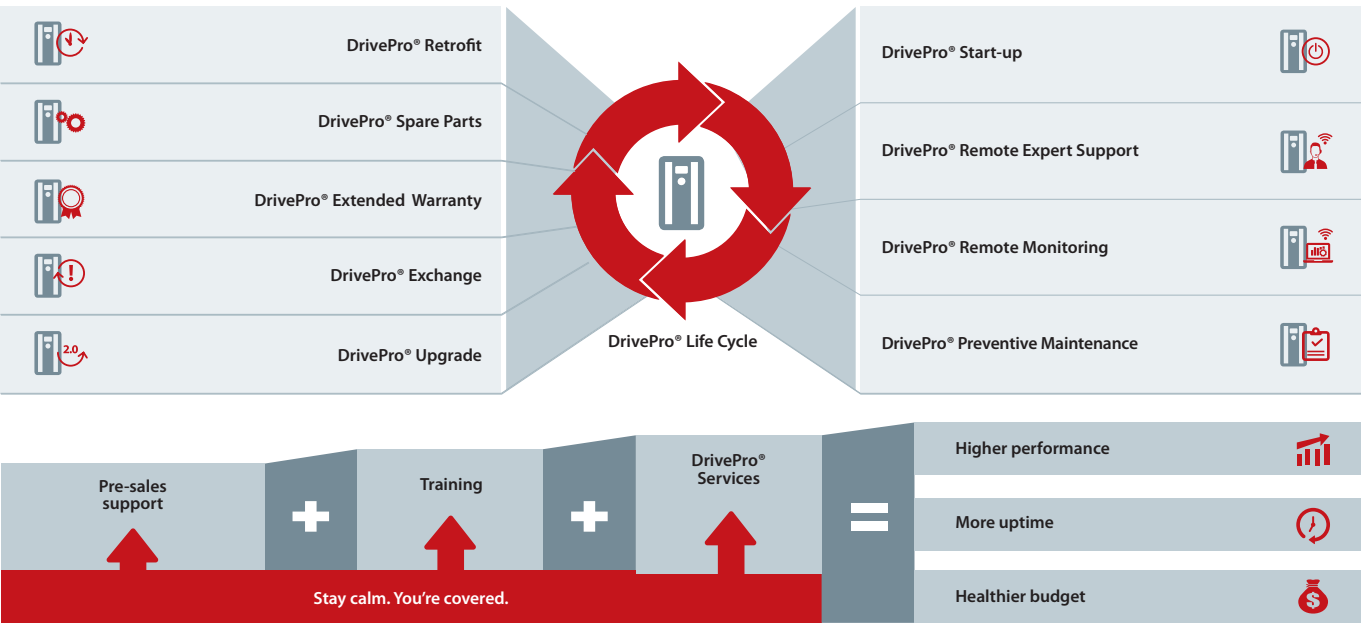 DrivePro® Retrofit
DrivePro® Spare Parts
DrivePro® Extended Warranty
DrivePro® Exchange
2.0
DrivePro® Upgrade
DrivePro® Life Cycle
DrivePro® Start-up
DrivePro® Remote Expert Support
DrivePro® Remote Monitoring
DrivePro® Preventive Maintenance
Pre-sales
support
+
Training
+
DrivePro®
Services
=
Stay calm. You're covered.
Higher performance
More uptime
Healthier budget
$